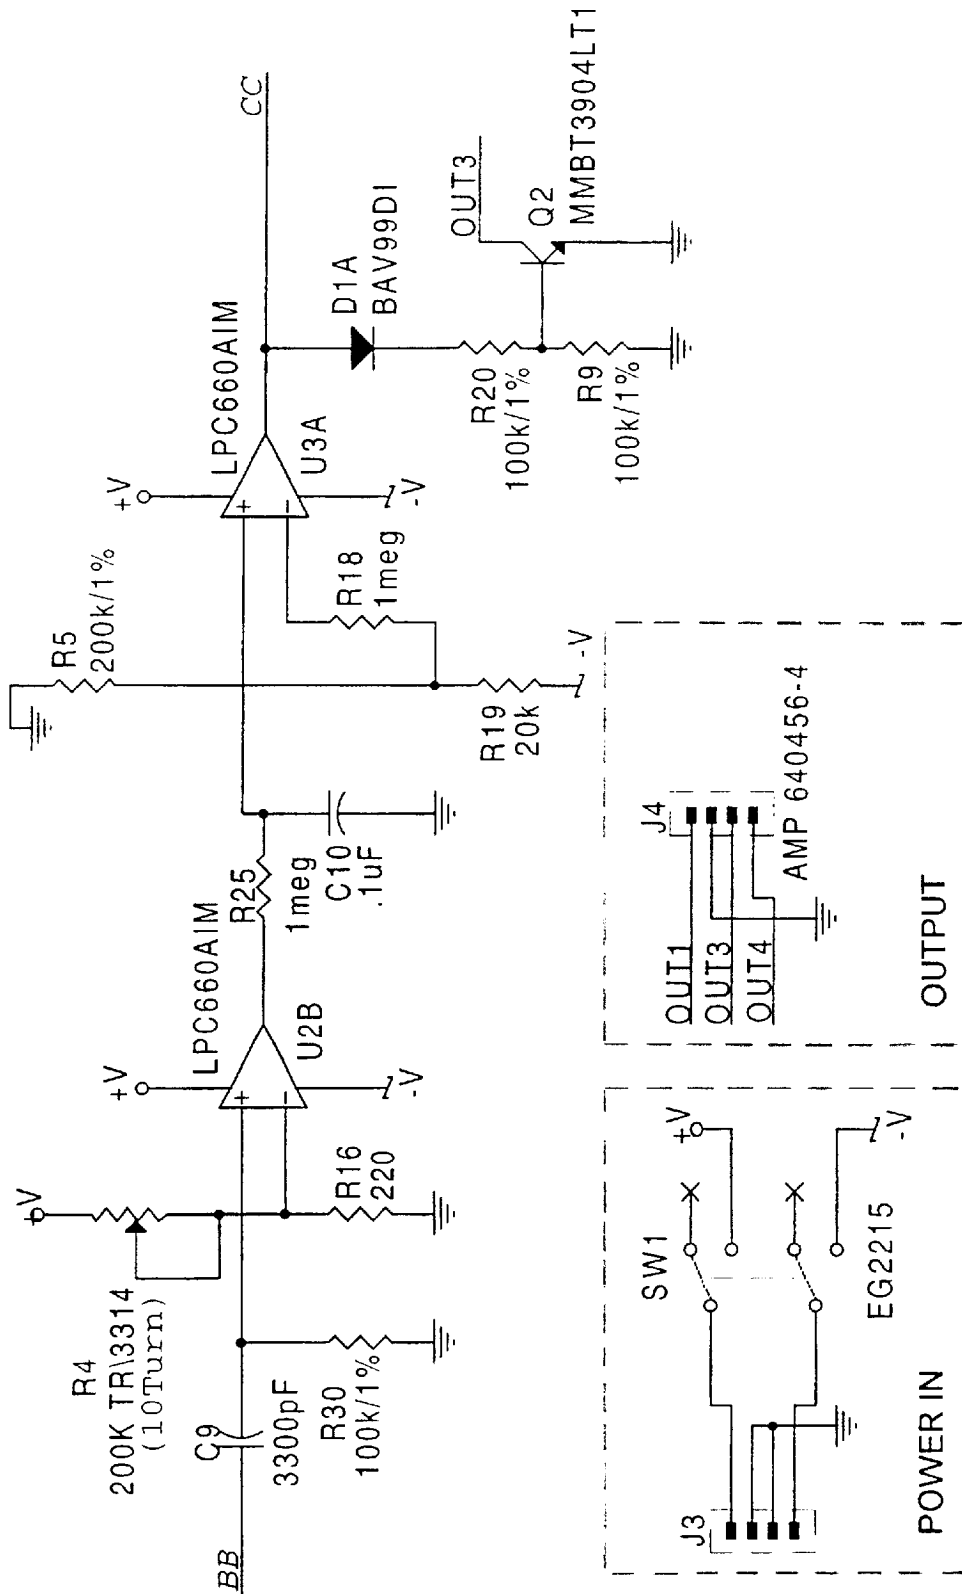 BB
C9
3300pF
R30
100k/1%
R4
200K TR\3314
(10Turn)
+V
R16
220
+V
LPC660AIM
+
-
U2B
-V
R25
1meg
C10
.1uF
R5
200k/1%
R19
20k
-V
R18
1meg
+V
LPC660AIM
+
-
U3A
-V
CC
D1A
BAV99DI
R20
100k/1%
R9
100k/1%
OUT3
Q2
MMBT3904LT1
J3
SW1
+V
-V
EG2215
POWER IN
J4
OUT1
OUT3
OUT4
AMP 640456-4
OUTPUT